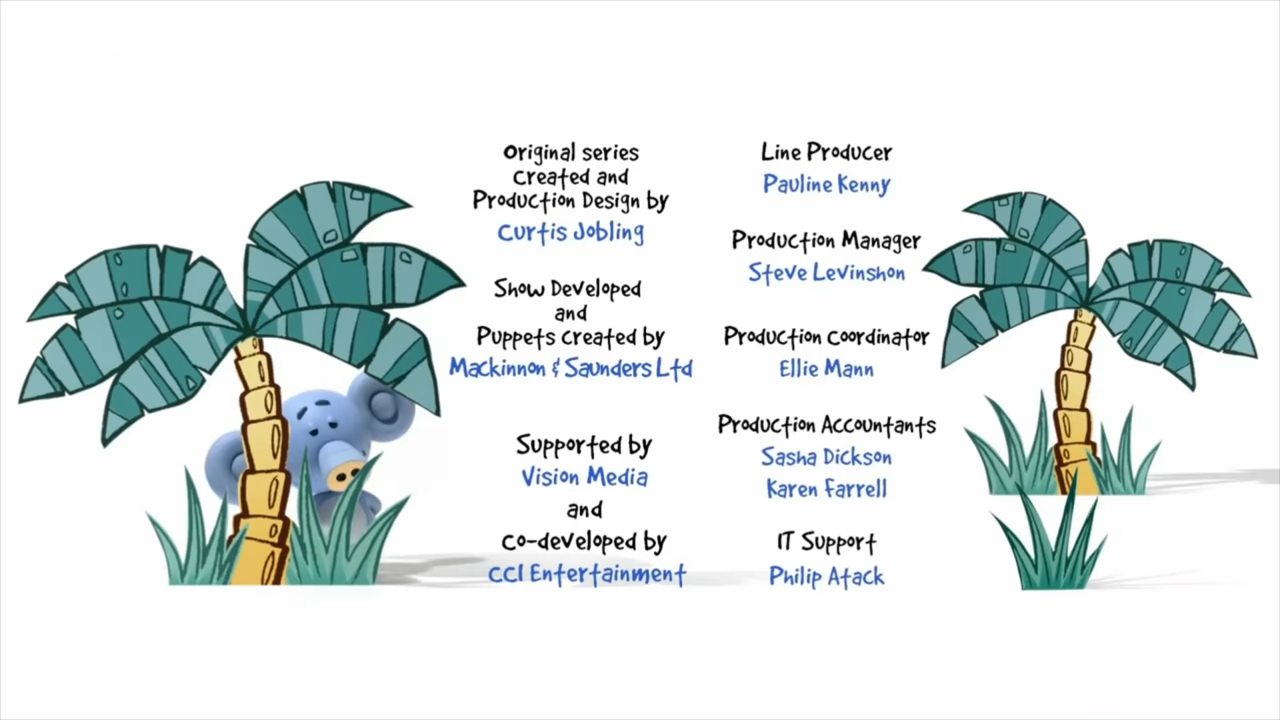 Original series
Created and
Production Design by
Curtis Jobling
Show Developed
and
Puppets Created by
Mackinnon & Saunders Ltd
Supported by
Vision Media
and
Co-developed by
CCI Entertainment
Line Producer
Pauline Kenny
Production Manager
Steve Levinshon
Production Coordinator
Ellie Mann
Production Accountants
Sasha Dickson
Karen Farrell
IT Support
Philip Atack